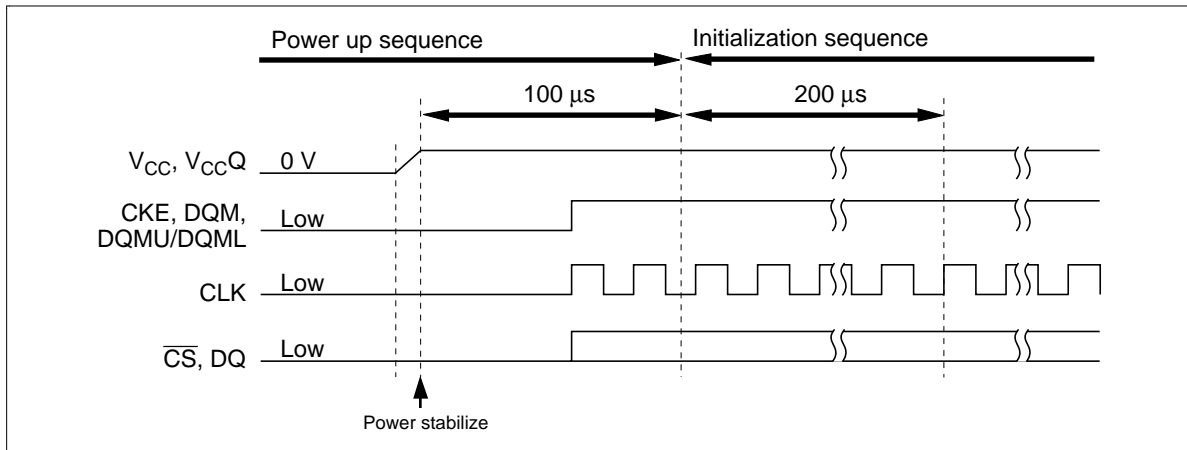 Power up sequence
Initialization sequence
100 μs
200 μs
VCC, VCCQ
0 V
CKE, DQM,
DQMU/DQML
Low
CLK
Low
CS, DQ
Low
Power stabilize